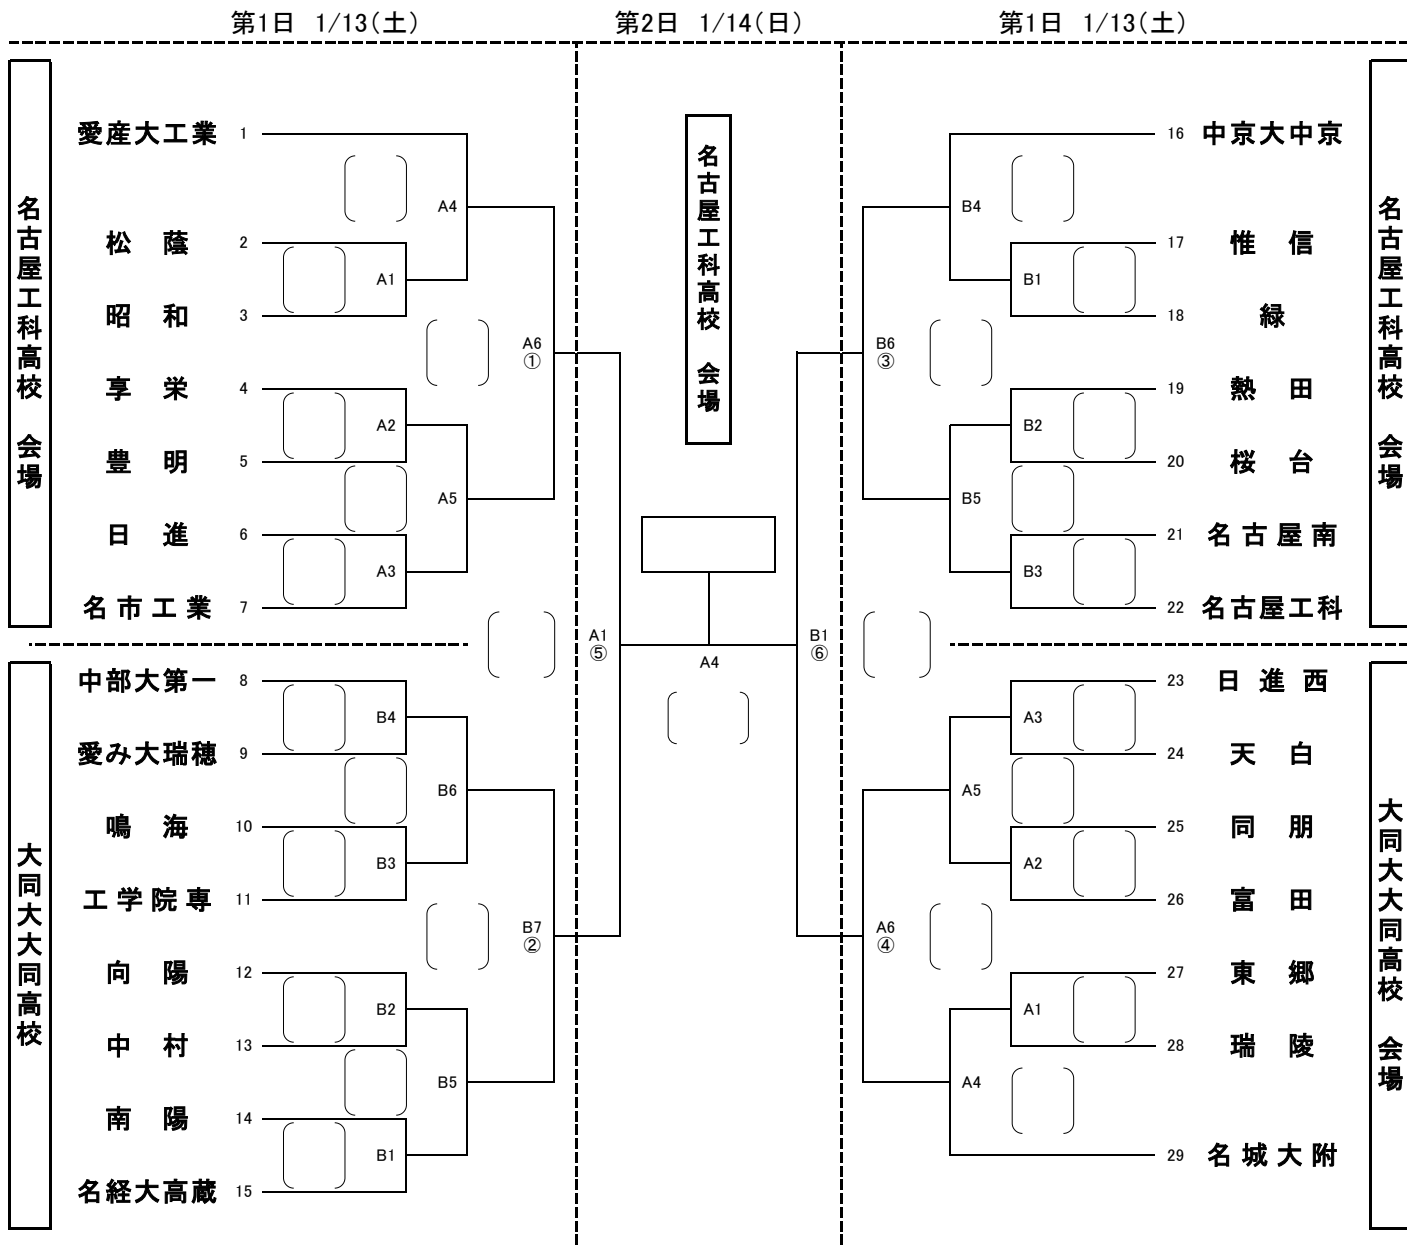 第1日 1/13(土)
第2日 1/14(日)
第1日 1/13(土)
名古屋工科高校 会場
愛産大工業 1
松蔭 2
昭和 3
享栄 4
豊明 5
日進 6
名市工業 7
A4
A1
A2
A5
A3
A6
①
大同大大同高校
中部大第一 8
愛み大瑞穂 9
鳴海 10
工学院専 11
向陽 12
中村 13
南陽 14
名経大高蔵 15
B4
B6
B3
B2
B5
B1
B7
②
名古屋工科高校 会場
A1
⑤
A4
B1
⑥
16 中京大中京
17 惟信
18 緑
19 熱田
20 桜台
21 名古屋南
22 名古屋工科
B4
B1
B2
B5
B3
B6
③
名古屋工科高校 会場
23 日進西
24 天白
25 同朋
26 富田
27 東郷
28 瑞陵
29 名城大附
A3
A5
A2
A1
A4
A6
④
大同大大同高校 会場